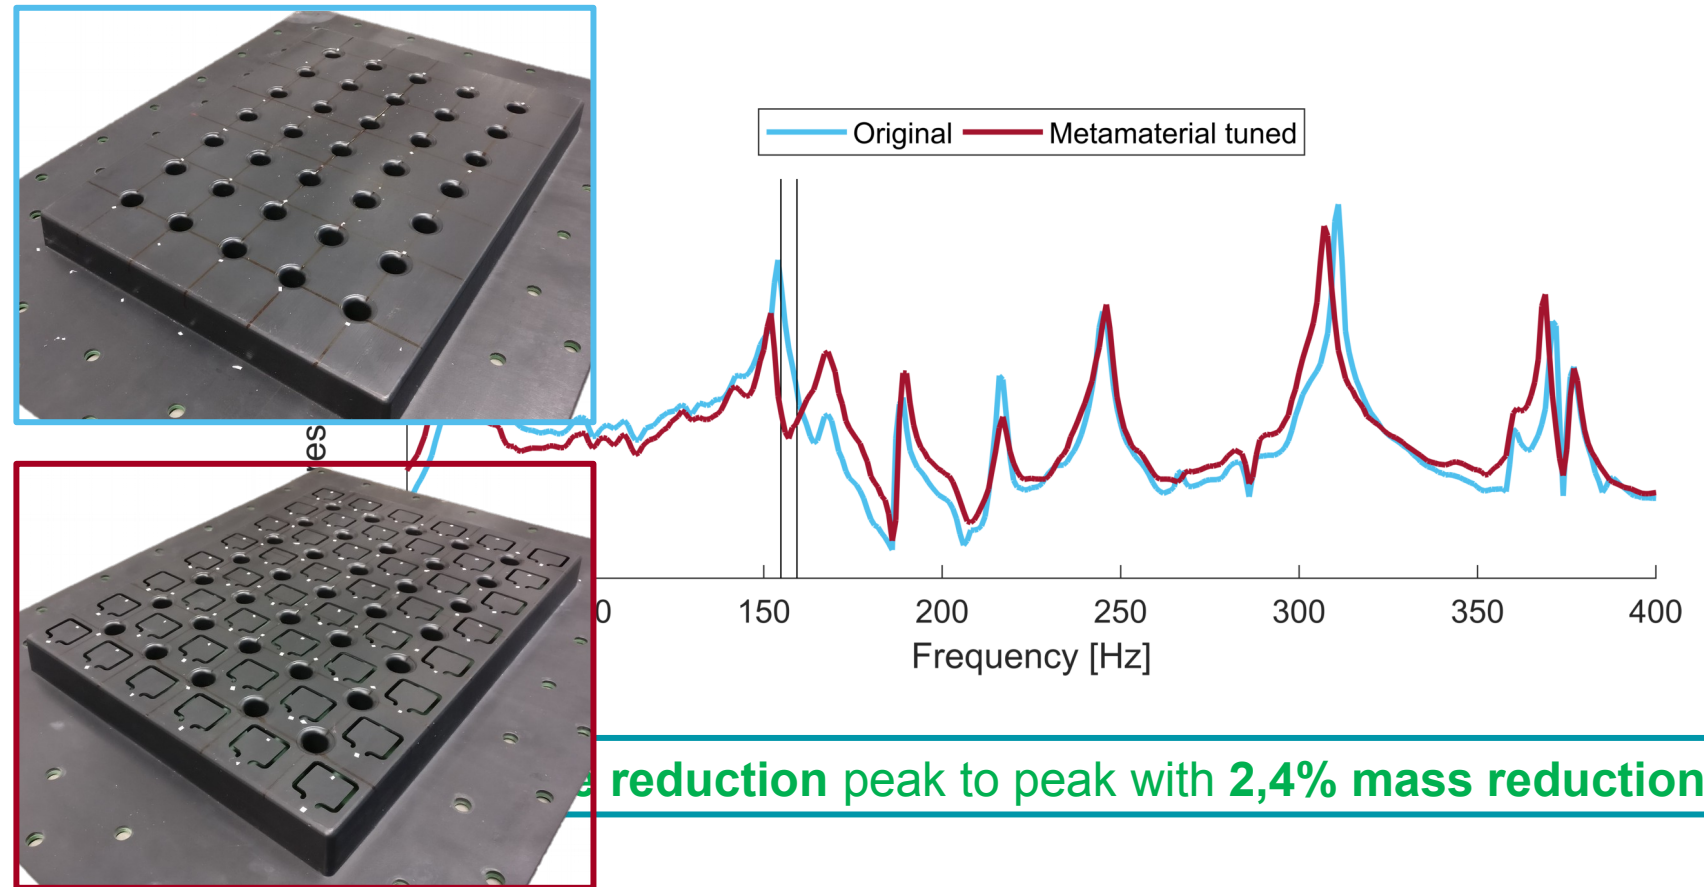 Original Metamaterial tuned
es
0 150 200 250 300 350 400
Frequency [Hz]
reduction peak to peak with 2,4% mass reduction